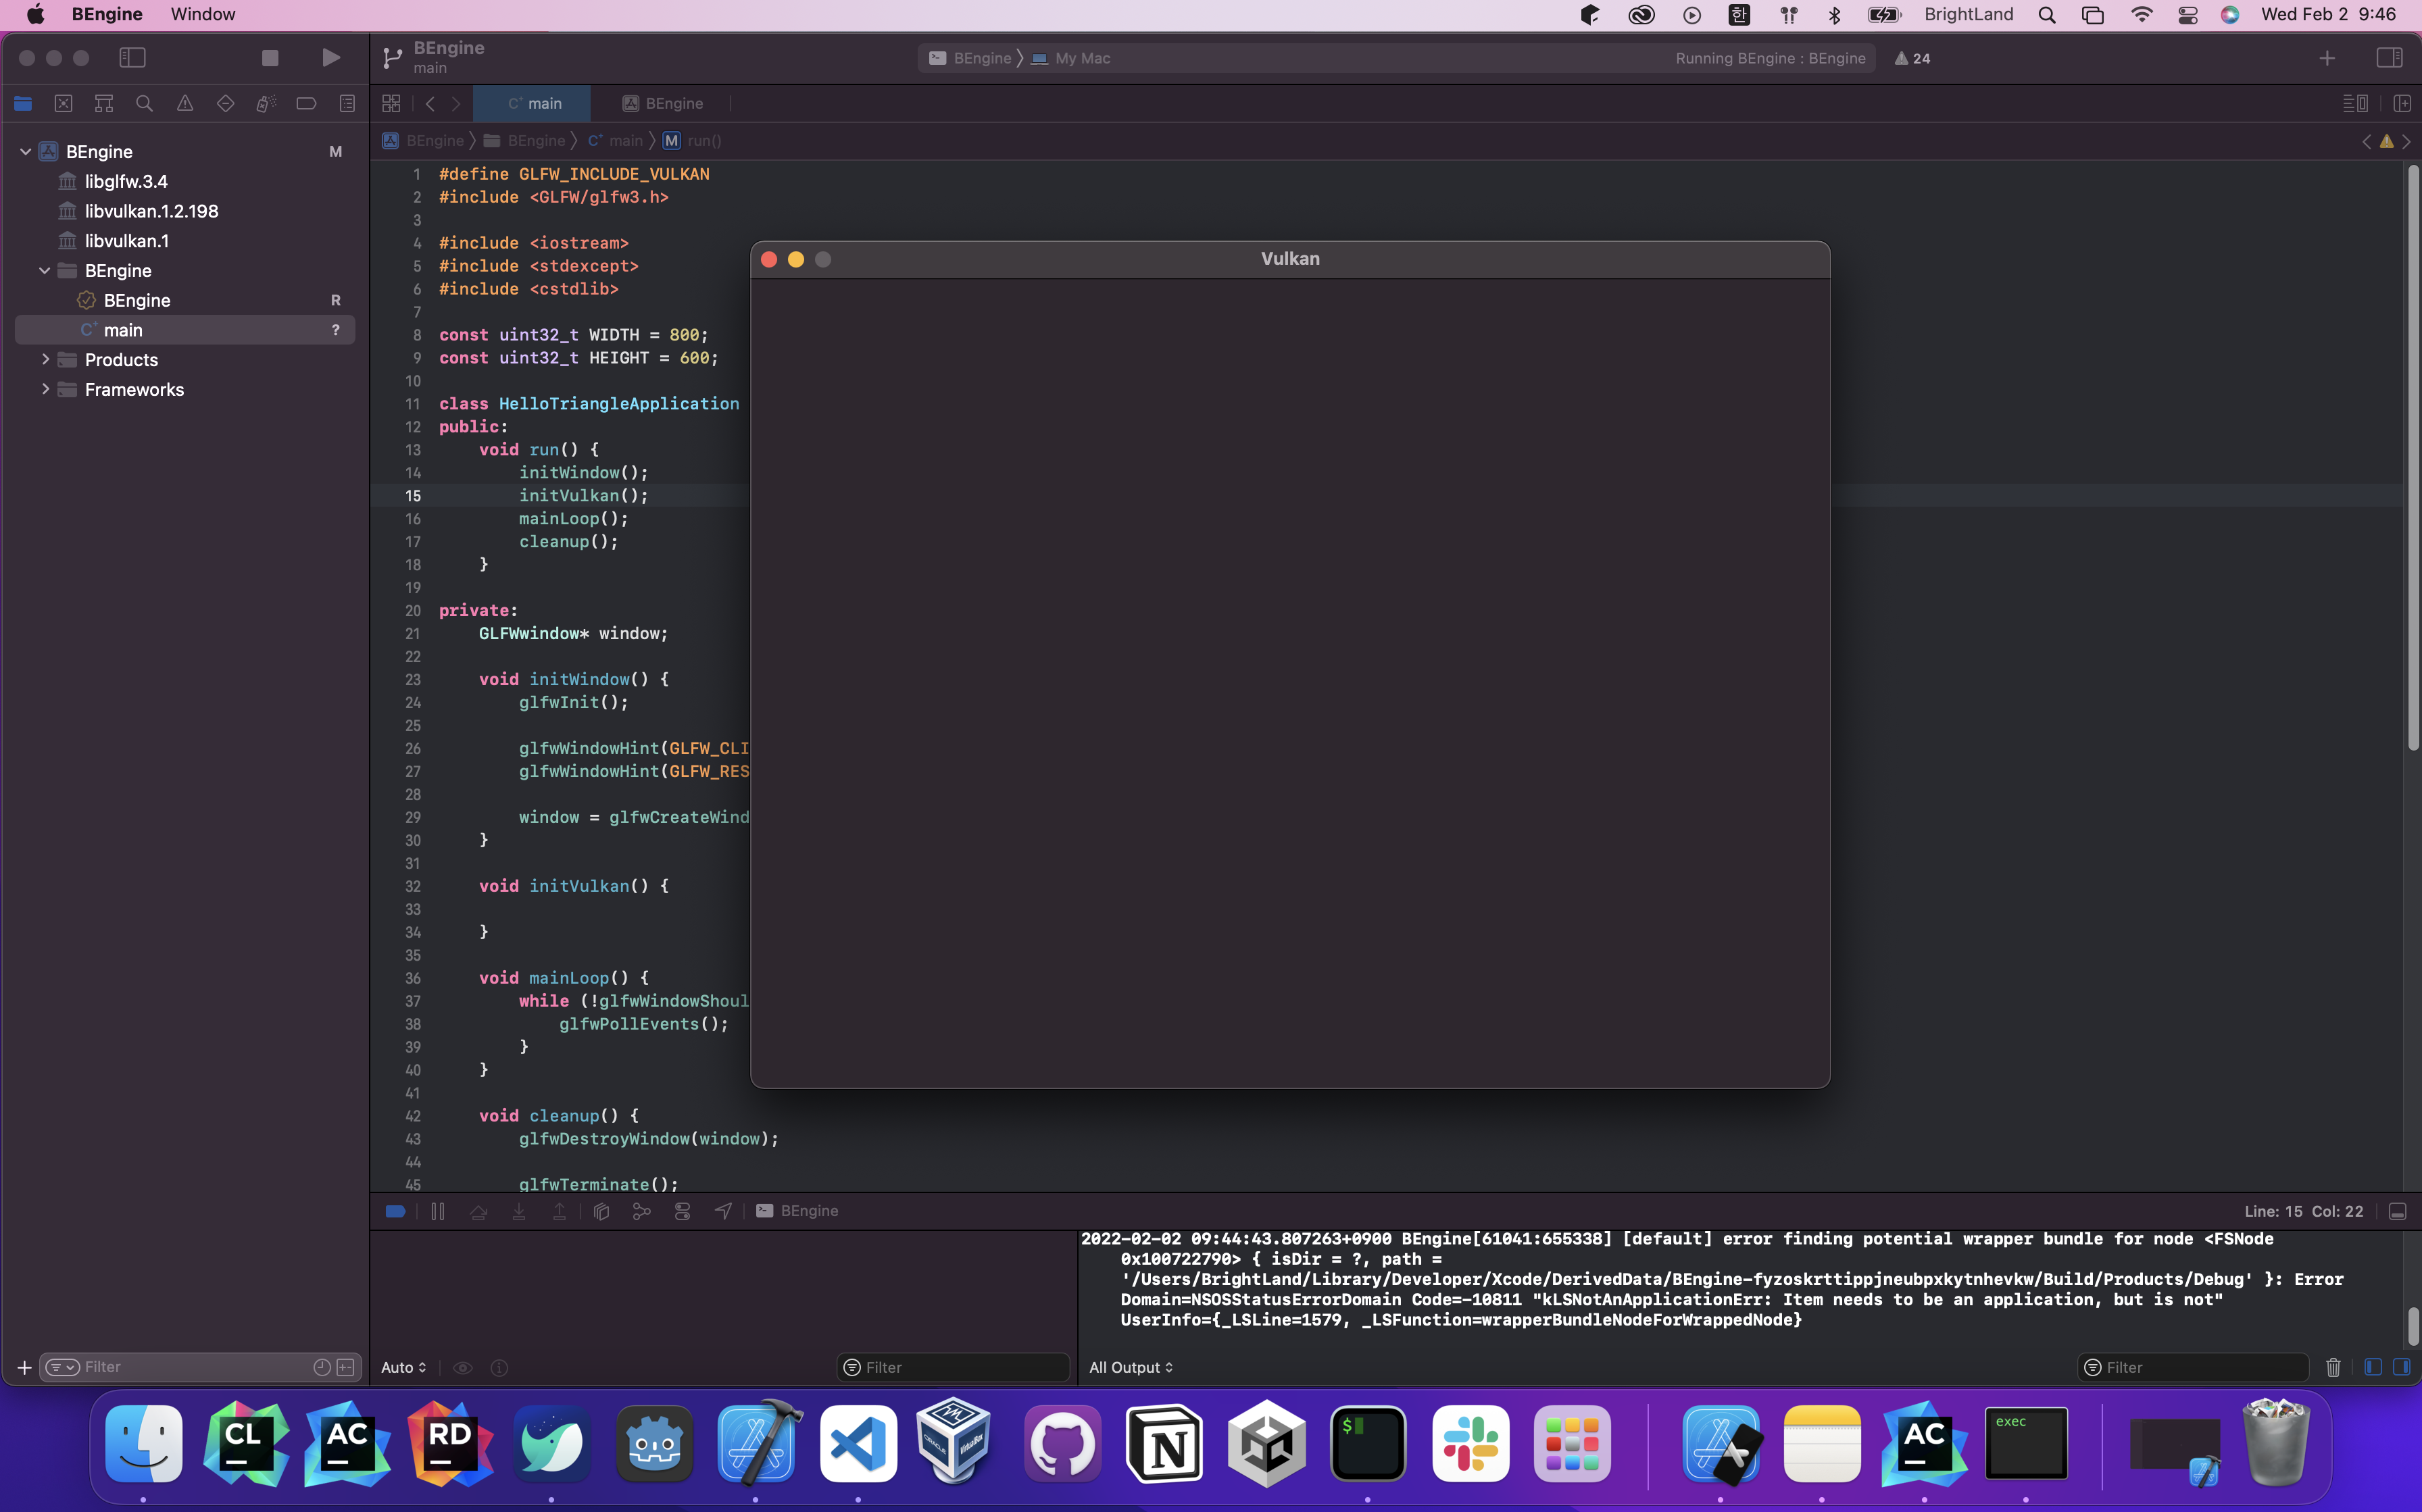 BEngine Window
한 BrightLand Wed Feb 2 9:46
BEngine
main
BEngine My Mac
Running BEngine : BEngine 24
C⁺ main BEngine
BEngine BEngine C⁺ main M run()
BEngine M
libglfw.3.4
libvulkan.1.2.198
libvulkan.1
BEngine
BEngine R
C⁺ main ?
Products
Frameworks
1 #define GLFW_INCLUDE_VULKAN
2 #include <GLFW/glfw3.h>
3
4 #include <iostream>
5 #include <stdexcept>
6 #include <cstdlib>
7
8 const uint32_t WIDTH = 800;
9 const uint32_t HEIGHT = 600;
10
11 class HelloTriangleApplication
12 public:
13 void run() {
14 initWindow();
15 initVulkan();
16 mainLoop();
17 cleanup();
18 }
19
20 private:
21 GLFWwindow* window;
22
23 void initWindow() {
24 glfwInit();
25
26 glfwWindowHint(GLFW_CLI
27 glfwWindowHint(GLFW_RES
28
29 window = glfwCreateWind
30 }
31
32 void initVulkan() {
33
34 }
35
36 void mainLoop() {
37 while (!glfwWindowShoul
38 glfwPollEvents();
39 }
40 }
41
42 void cleanup() {
43 glfwDestroyWindow(window);
44
45 glfwTerminate();
Vulkan
BEngine
Line: 15 Col: 22
2022-02-02 09:44:43.807263+0900 BEngine[61041:655338] [default] error finding potential wrapper bundle for node <FSNode
0x100722790> { isDir = ?, path =
'/Users/BrightLand/Library/Developer/Xcode/DerivedData/BEngine-fyzoskrttippjneubpxkytnhevkw/Build/Products/Debug' }: Error
Domain=NSOSStatusErrorDomain Code=-10811 "kLSNotAnApplicationErr: Item needs to be an application, but is not"
UserInfo={_LSLine=1579, _LSFunction=wrapperBundleNodeForWrappedNode}
Filter
Auto
Filter
All Output
Filter
CL
AC
RD
ORACLE
VirtualBox
N
$
AC
exec